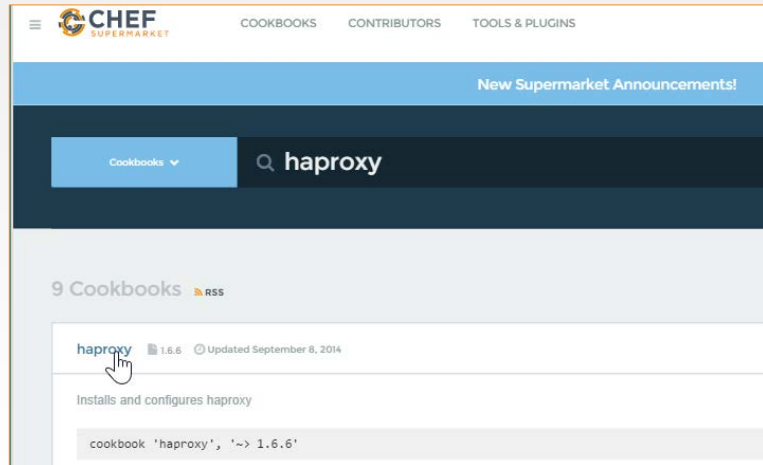 CHEF
SUPERMARKET
COOKBOOKS CONTRIBUTORS TOOLS & PLUGINS
New Supermarket Announcements!
Cookbooks
haproxy
9 Cookbooks RSS
haproxy 1.6.6 Updated September 8, 2014
Installs and configures haproxy
cookbook 'haproxy', '~> 1.6.6'